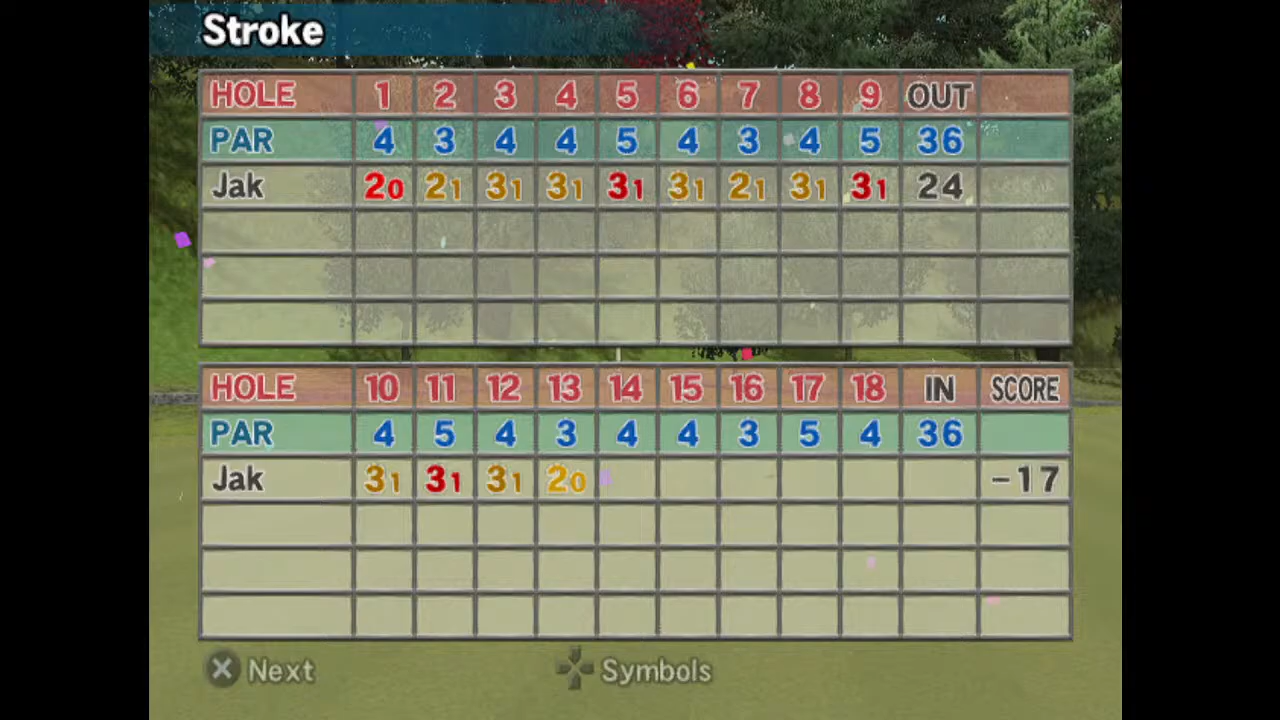 Stroke
HOLE 1 2 3 4 5 6 7 8 9 OUT
PAR 4 3 4 4 5 4 3 4 5 36
Jak 20 21 31 31 31 31 21 31 31 24
HOLE 10 11 12 13 14 15 16 17 18 IN SCORE
PAR 4 5 4 3 4 4 3 5 4 36
Jak 31 31 31 20 -17
Next Symbols